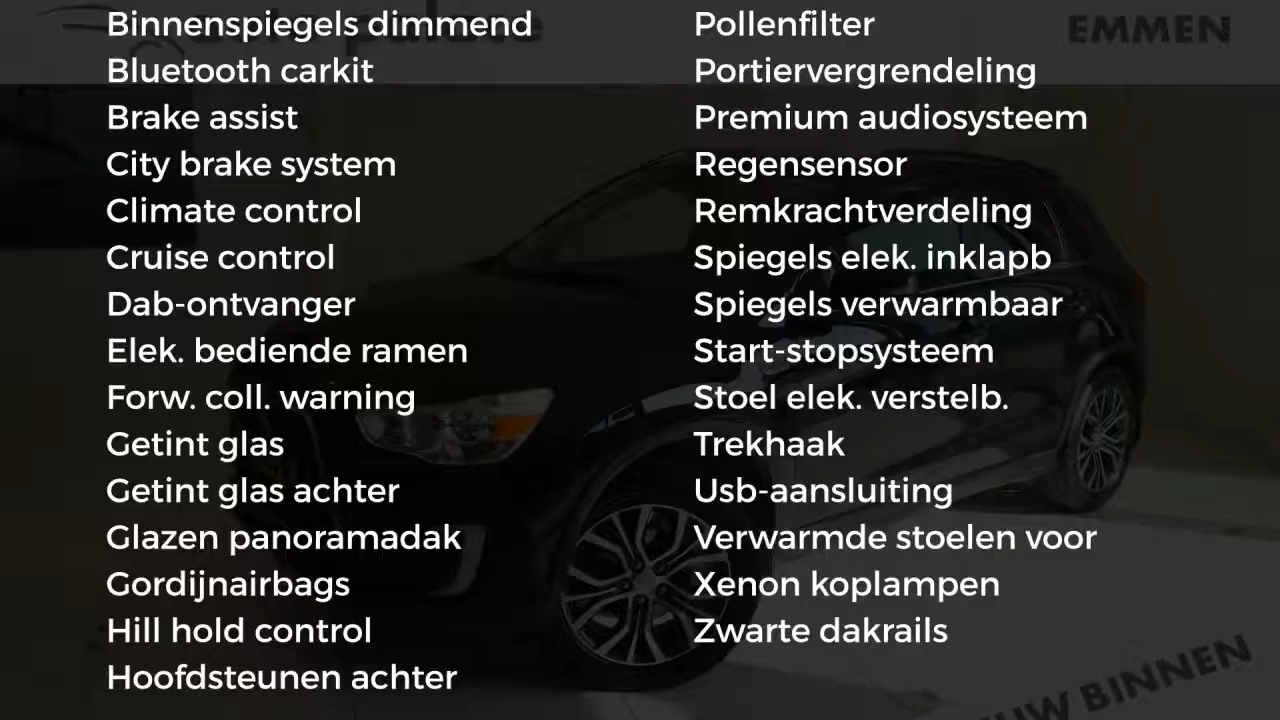 Binnenspiegels dimmend
Bluetooth carkit
Brake assist
City brake system
Climate control
Cruise control
Dab-ontvanger
Elek. bediende ramen
Forw. coll. warning
Getint glas
Getint glas achter
Glazen panoramadak
Gordijnairbags
Hill hold control
Hoofdsteunen achter
Pollenfilter
Portiervergrendeling
Premium audiosysteem
Regensensor
Remkrachtverdeling
Spiegels elek. inklapb
Spiegels verwarmbaar
Start-stopsysteem
Stoel elek. verstelb.
Trekhaak
Usb-aansluiting
Verwarmde stoelen voor
Xenon koplampen
Zwarte dakrails
EMMEN
BINNEN